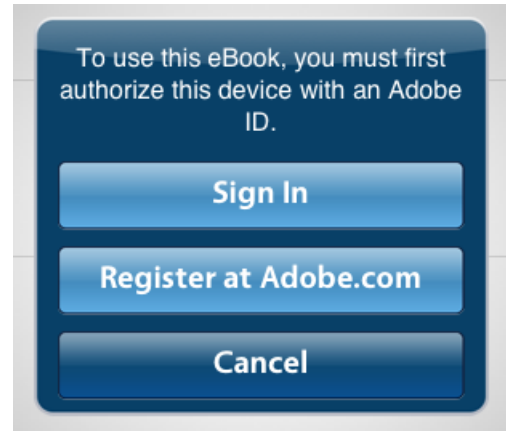 To use this eBook, you must first
authorize this device with an Adobe
ID.
Sign In
Register at Adobe.com
Cancel